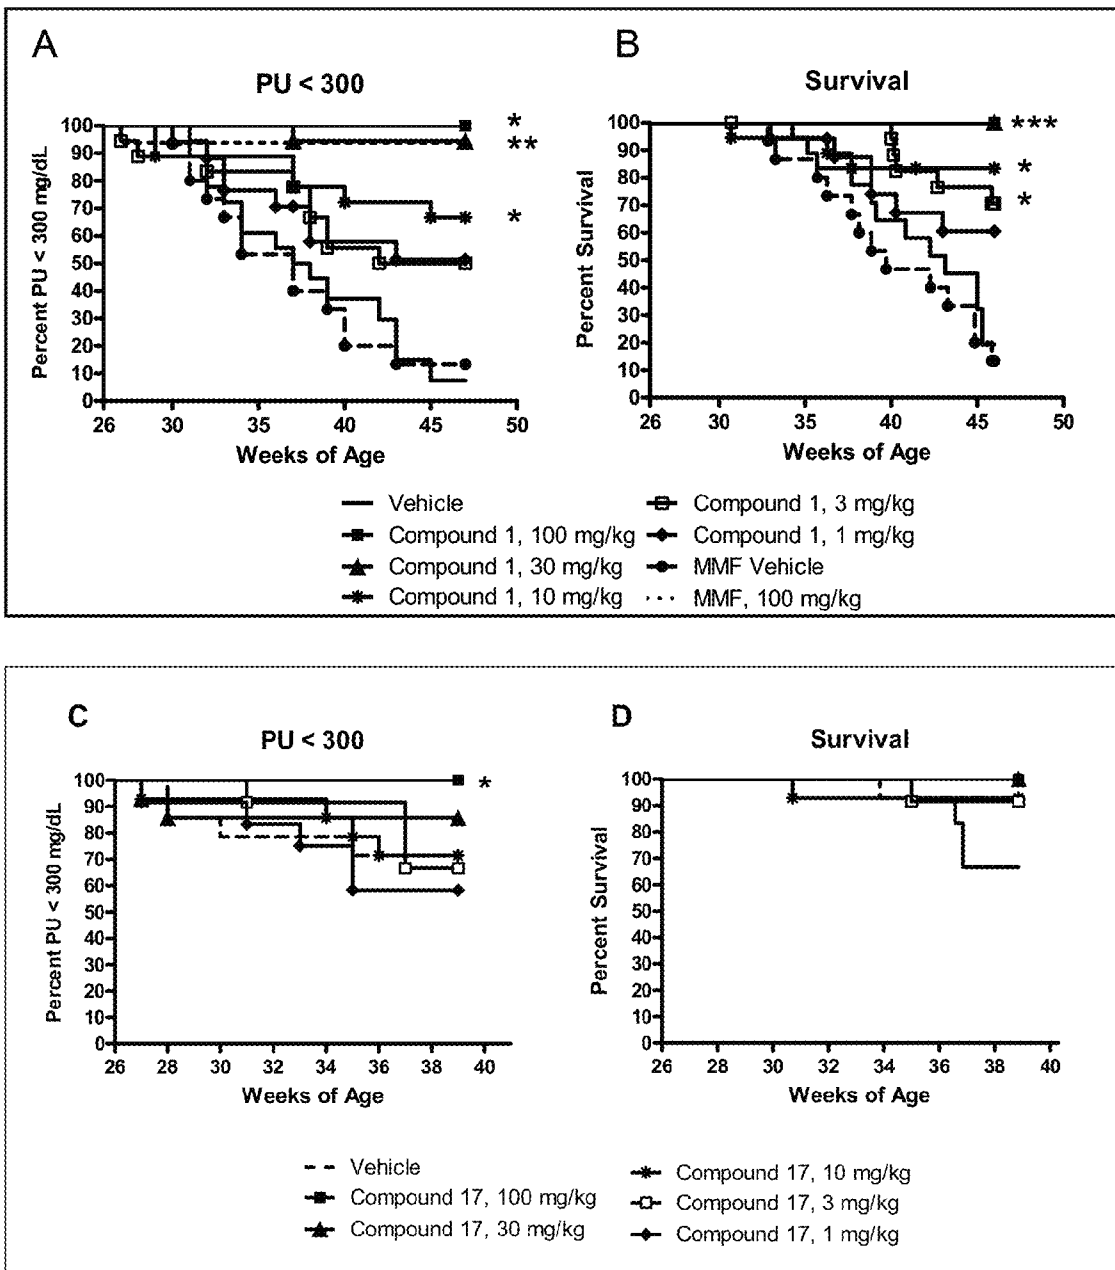 A
B
PU < 300
Survival
Percent PU < 300 mg/dL
100
90
80
70
60
50
40
30
20
10
0
26 30 35 40 45 50
Weeks of Age
*
**
*
Percent Survival
100
90
80
70
60
50
40
30
20
10
0
26 30 35 40 45 50
Weeks of Age
***
*
*
Vehicle
Compound 1, 100 mg/kg
Compound 1, 30 mg/kg
Compound 1, 10 mg/kg
Compound 1, 3 mg/kg
Compound 1, 1 mg/kg
MMF Vehicle
MMF, 100 mg/kg
C
D
PU < 300
Survival
Percent PU < 300 mg/dL
100
90
80
70
60
50
40
30
20
10
0
26 28 30 32 34 36 38 40
Weeks of Age
*
Percent Survival
100
90
80
70
60
50
40
30
20
10
0
26 28 30 32 34 36 38 40
Weeks of Age
Vehicle
Compound 17, 100 mg/kg
Compound 17, 30 mg/kg
Compound 17, 10 mg/kg
Compound 17, 3 mg/kg
Compound 17, 1 mg/kg